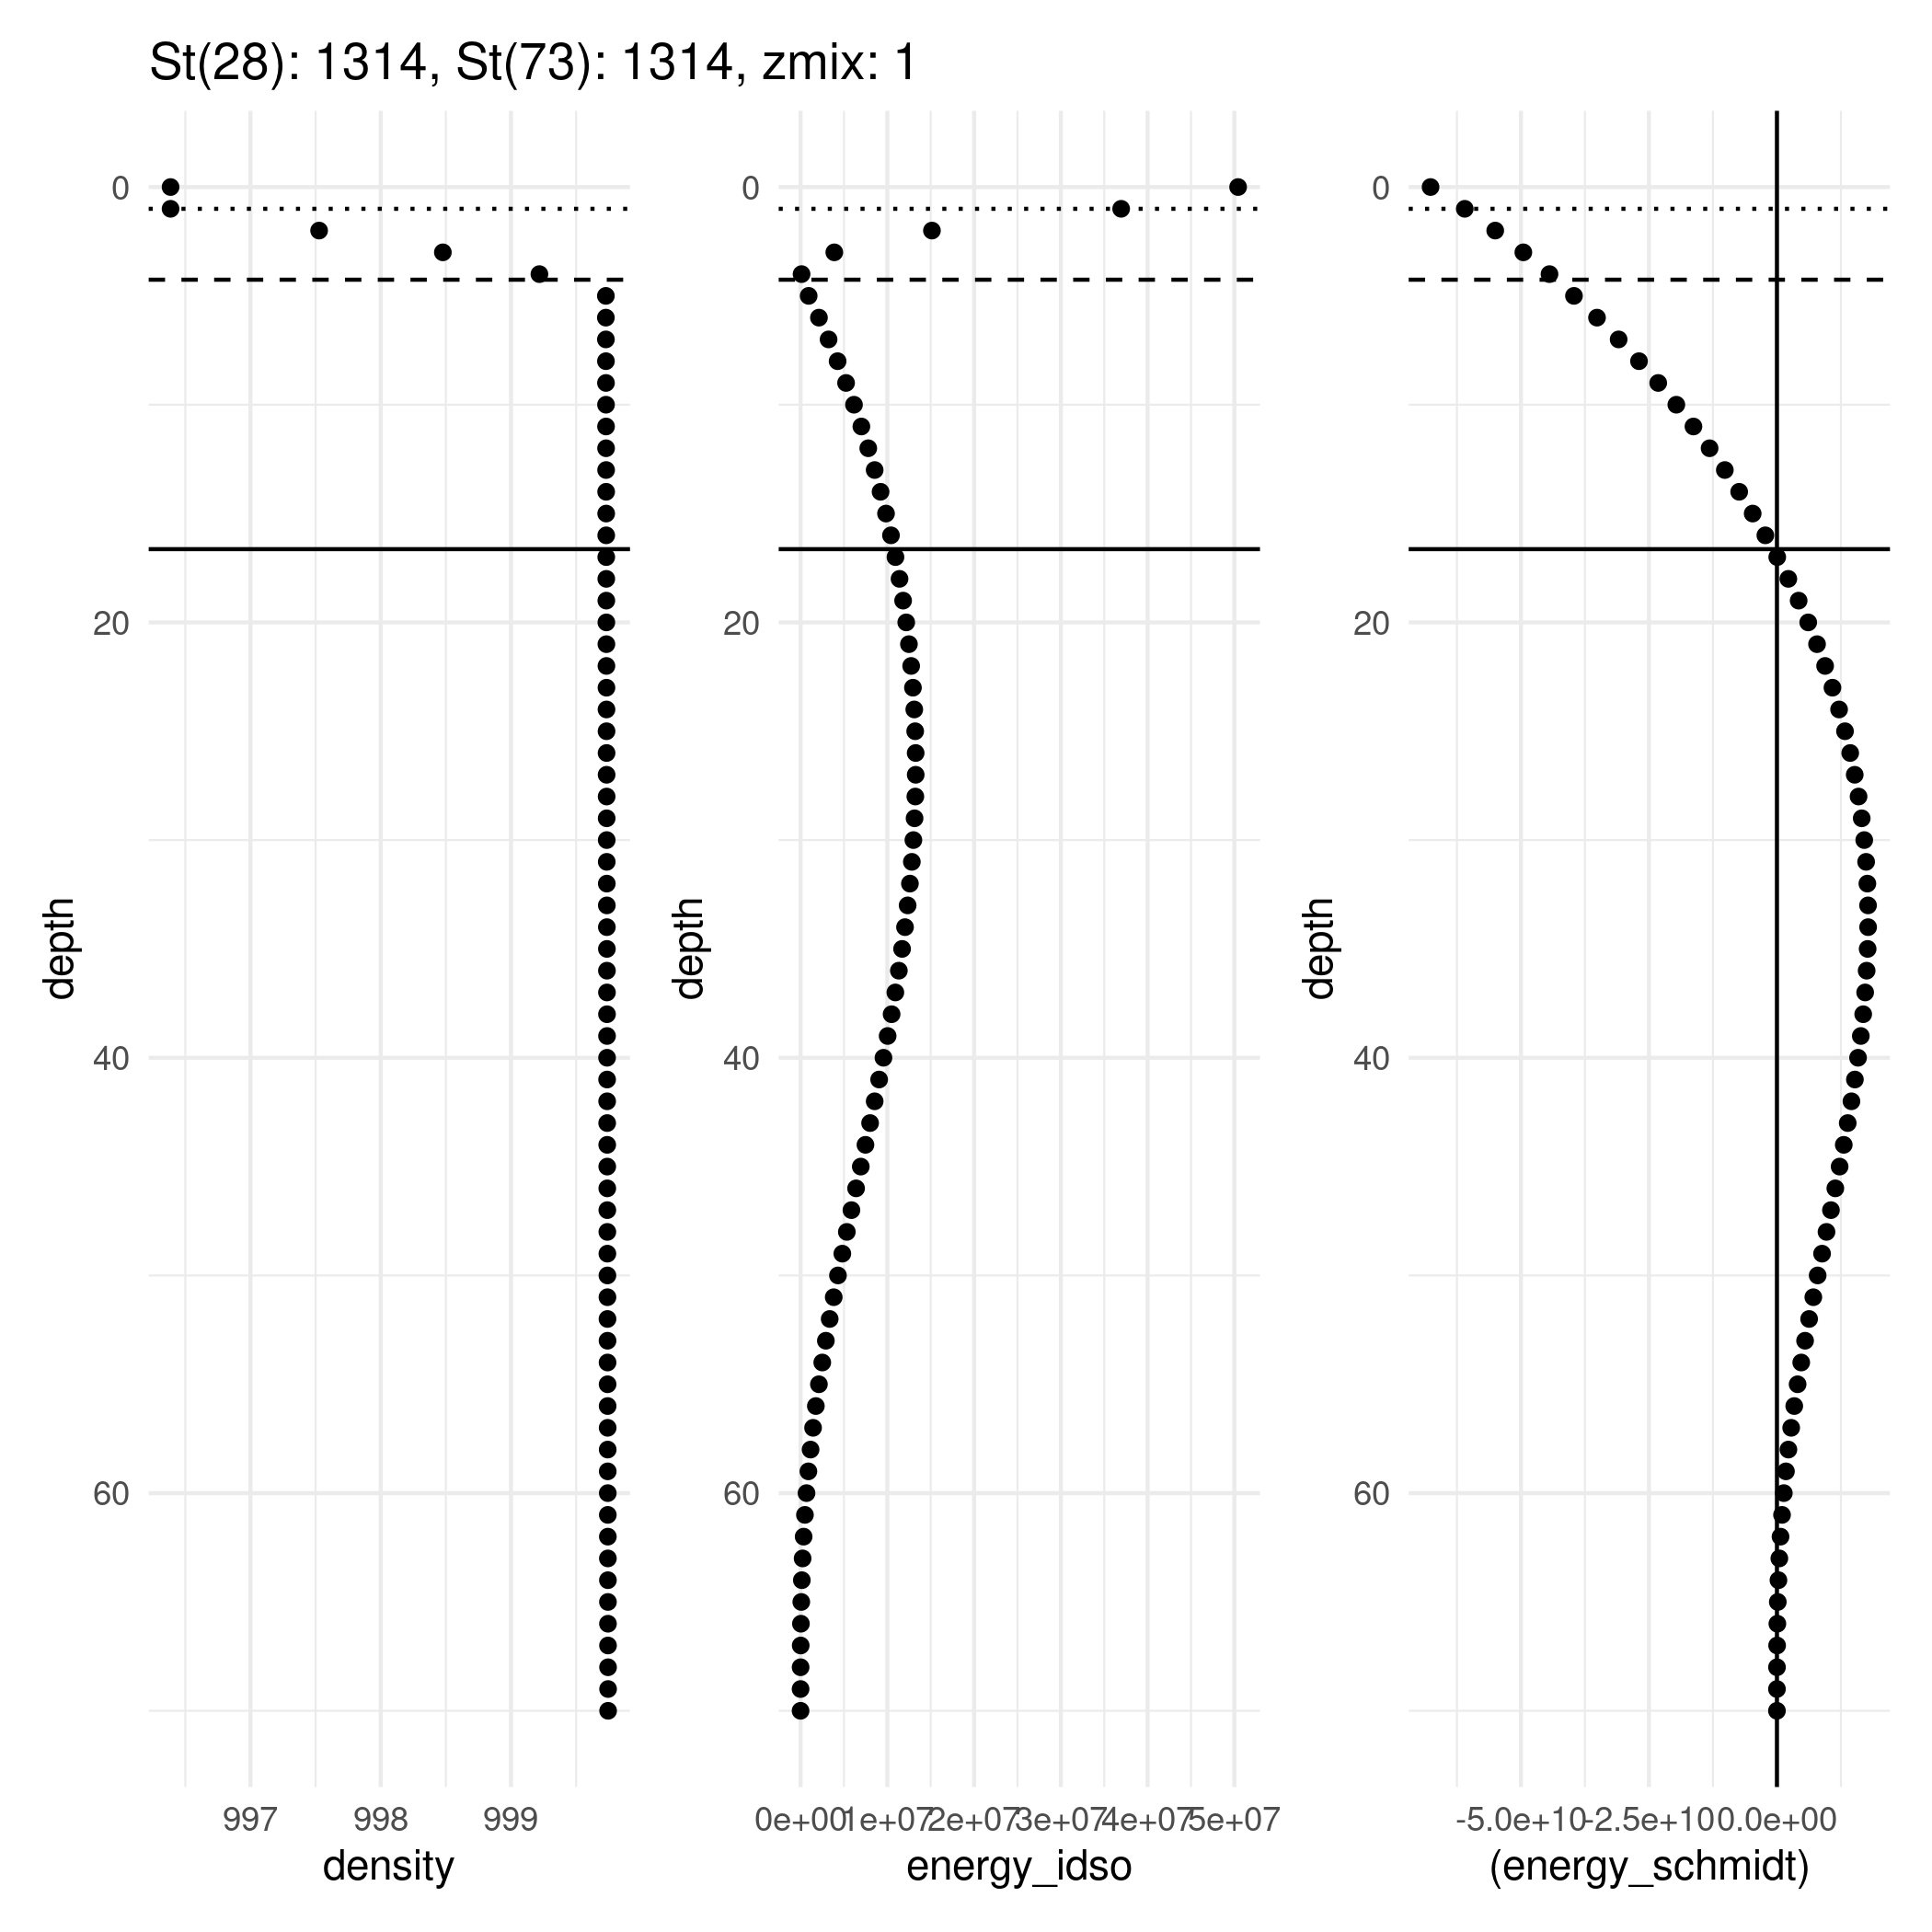 St(28): 1314, St(73): 1314, zmix: 1
depth
0
20
40
60
997 998 999
density
depth
0
20
40
60
0e+00 1e+07 2e+07 3e+07 4e+07 5e+07
energy_idso
depth
0
20
40
60
-5.0e+10 -2.5e+10 0.0e+00
(energy_schmidt)